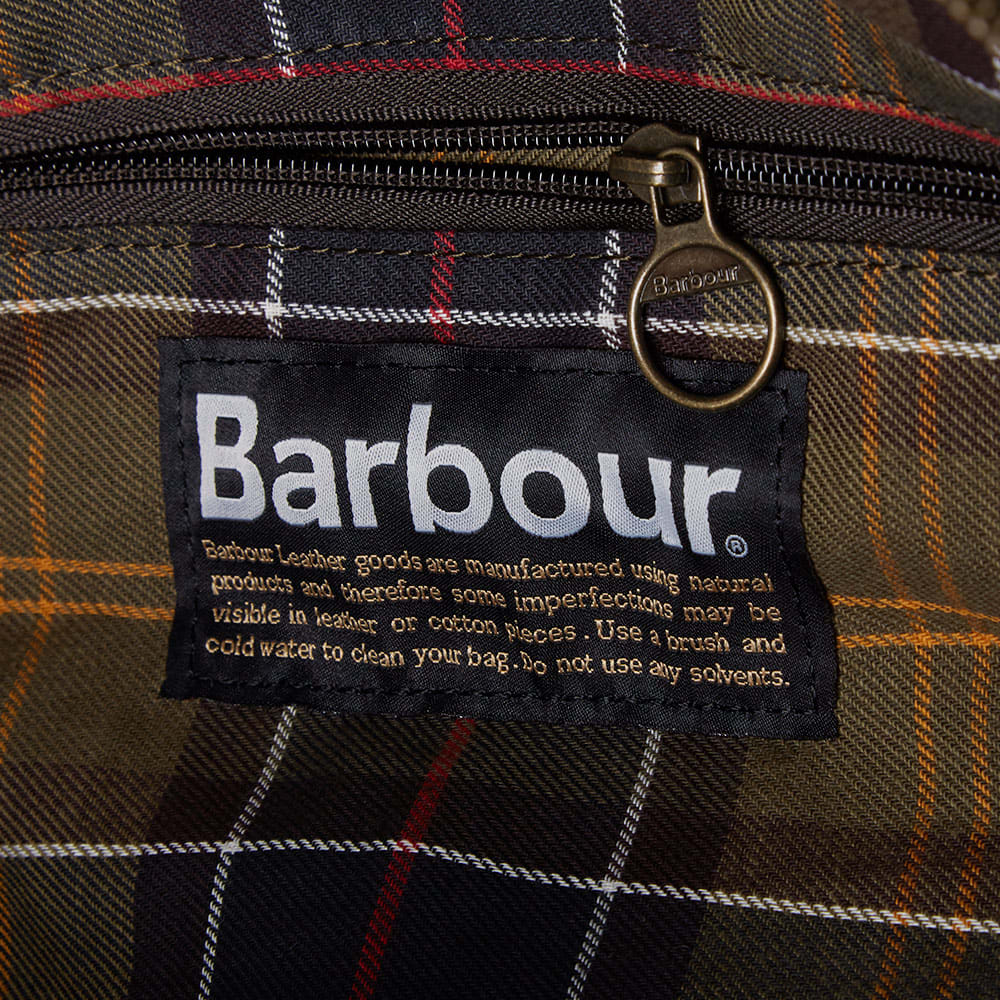 Barbour
Barbour®
Barbour Leather goods are manufactured using natural
products and therefore some imperfections may be
visible in leather or cotton pieces. Use a brush and
cold water to clean your bag. Do not use any solvents.